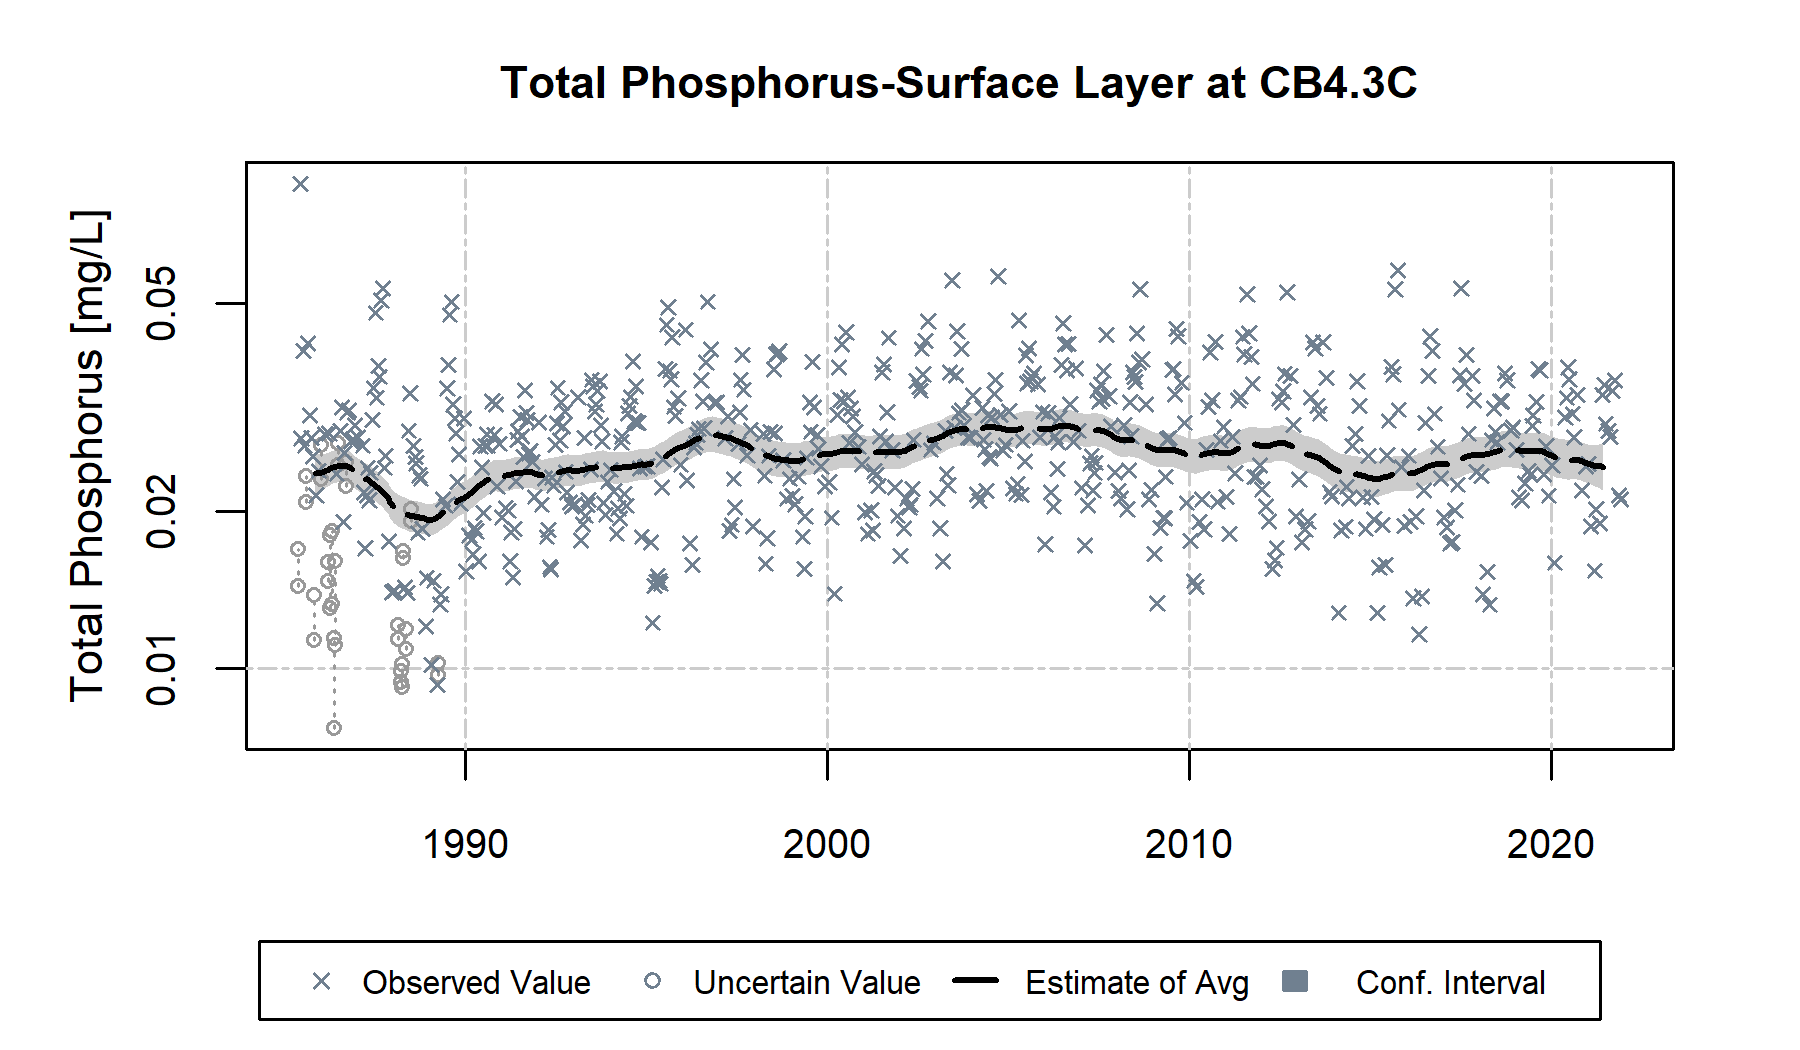 Total Phosphorus-Surface Layer at CB4.3C
Total Phosphorus [mg/L]
0.05
0.02
0.01
1990 2000 2010 2020
Observed Value Uncertain Value Estimate of Avg Conf. Interval